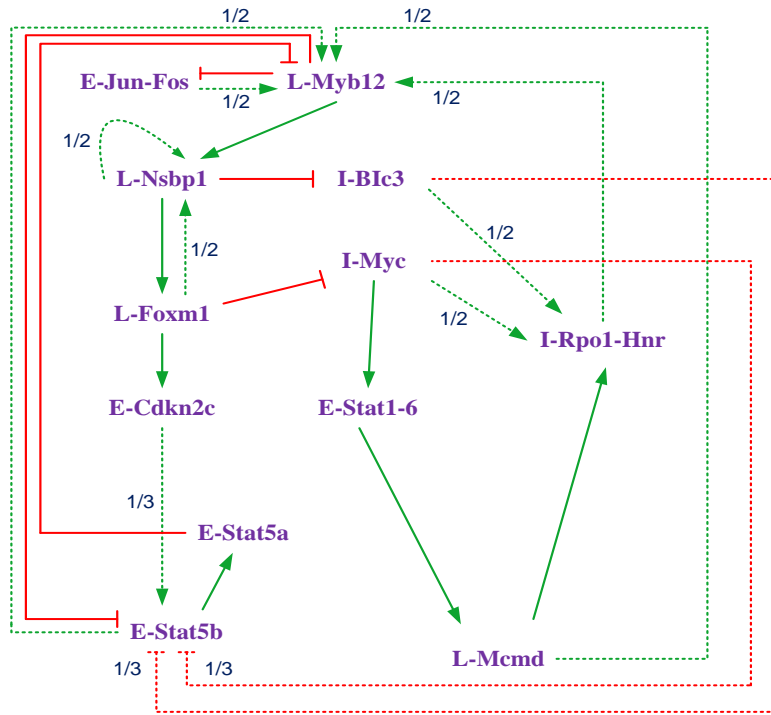 1/2
1/2
E-Jun-Fos
L-Myb12
1/2
1/2
1/2
L-Nsbp1
I-BIc3
1/2
1/2
I-Myc
L-Foxm1
1/2
I-Rpo1-Hnr
E-Cdkn2c
E-Stat1-6
1/3
E-Stat5a
E-Stat5b
L-Mcmd
1/3
1/3